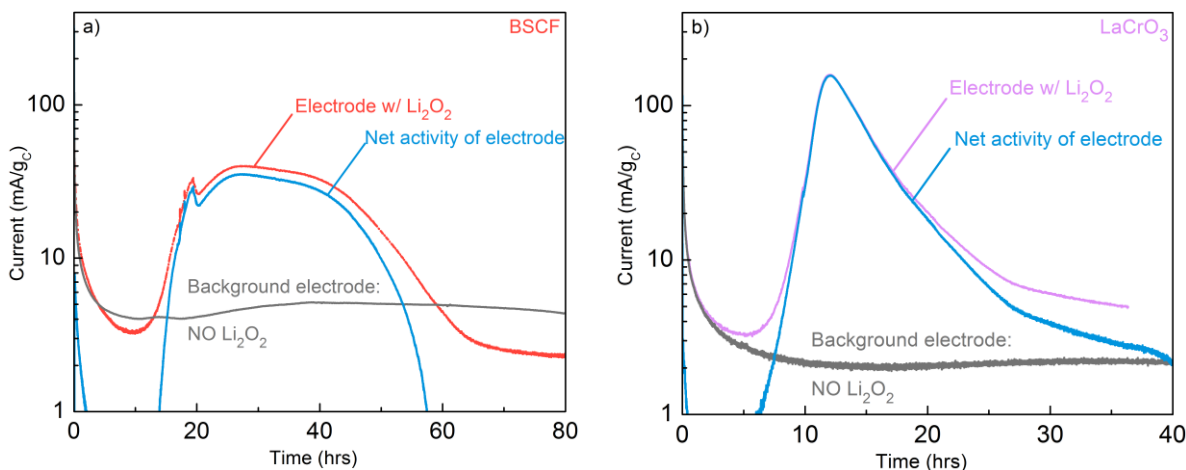 a)
BSCF
Electrode w/ Li₂O₂
Net activity of electrode
Background electrode:
NO Li₂O₂
Current (mA/g_C)
100
10
1
0
20
40
60
80
Time (hrs)
b)
LaCrO₃
Electrode w/ Li₂O₂
Net activity of electrode
Background electrode:
NO Li₂O₂
Current (mA/g_C)
100
10
1
0
10
20
30
40
Time (hrs)